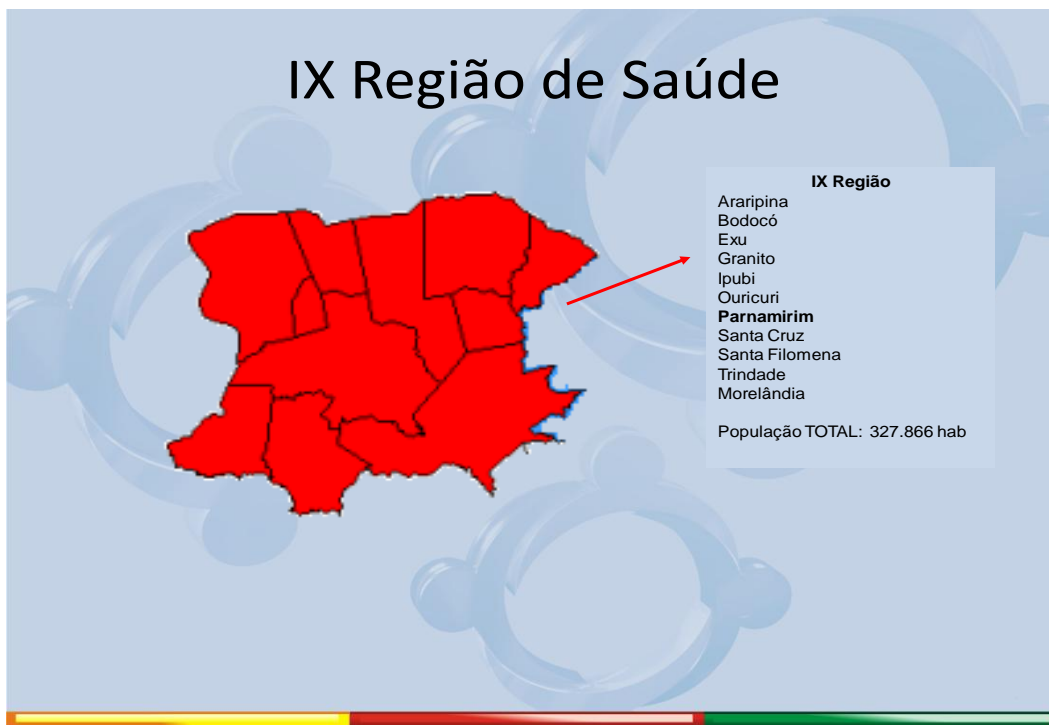 IX Região de Saúde
IX Região
Araripina
Bodocó
Exu
Granito
Ipubi
Ouricuri
Parnamirim
Santa Cruz
Santa Filomena
Trindade
Morelândia
População TOTAL: 327.866 hab